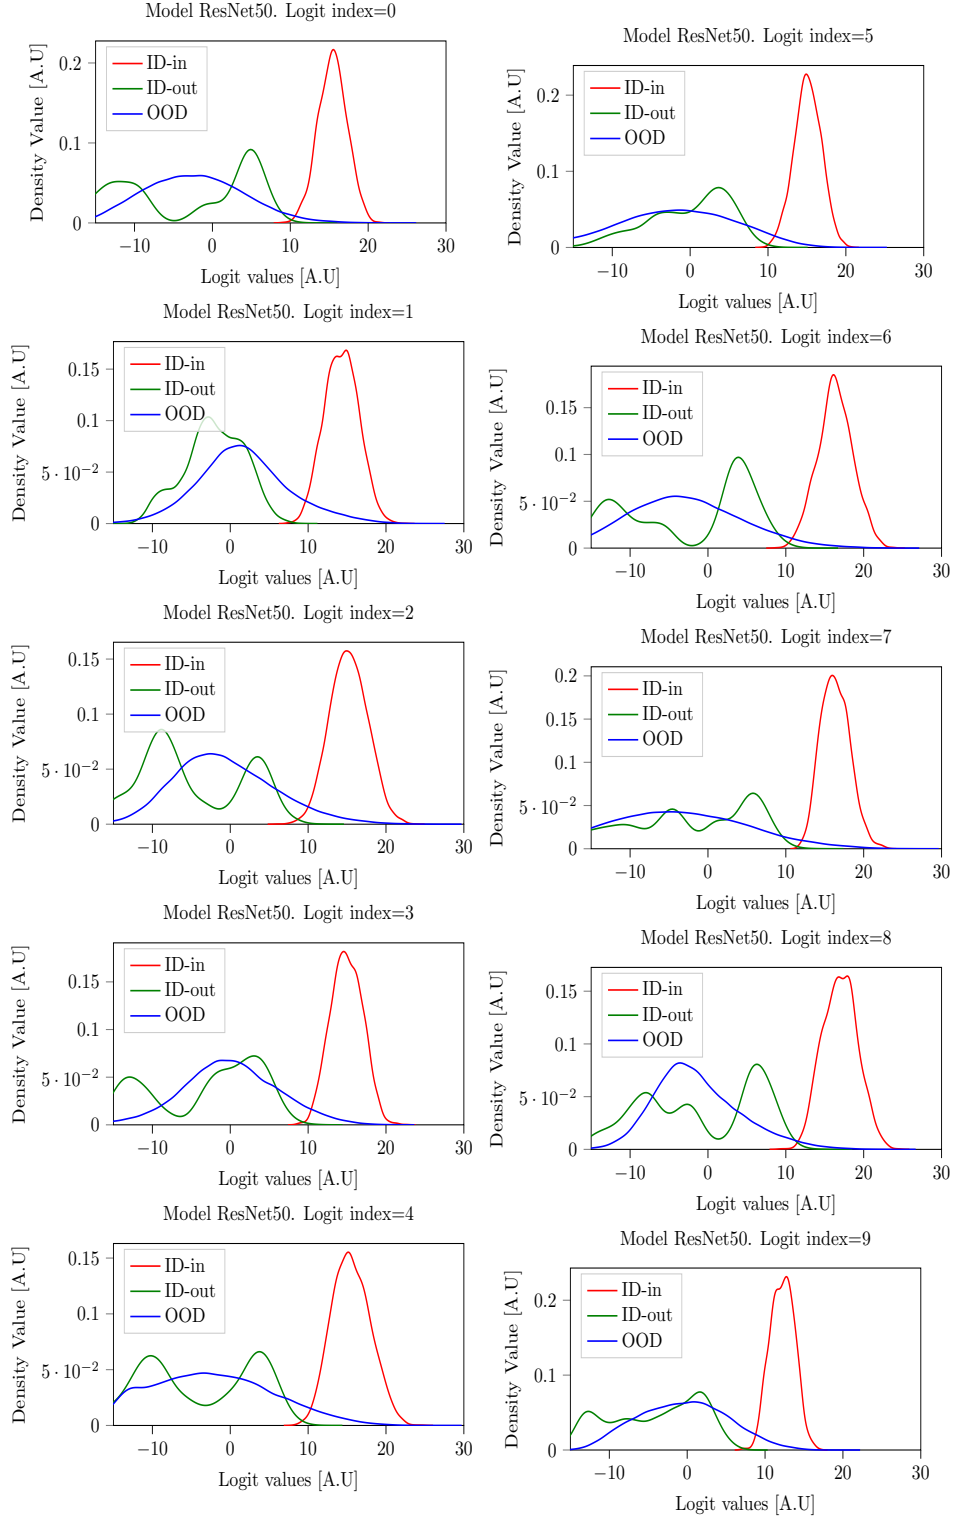 Model ResNet50. Logit index=0
Density Value [A.U]
0.2
0.1
0
ID-in
ID-out
OOD
−10 0 10 20 30
Logit values [A.U]
Model ResNet50. Logit index=1
Density Value [A.U]
0.15
0.1
5 · 10⁻²
0
ID-in
ID-out
OOD
−10 0 10 20 30
Logit values [A.U]
Model ResNet50. Logit index=2
Density Value [A.U]
0.15
0.1
5 · 10⁻²
0
ID-in
ID-out
OOD
−10 0 10 20 30
Logit values [A.U]
Model ResNet50. Logit index=3
Density Value [A.U]
0.15
0.1
5 · 10⁻²
0
ID-in
ID-out
OOD
−10 0 10 20 30
Logit values [A.U]
Model ResNet50. Logit index=4
Density Value [A.U]
0.15
0.1
5 · 10⁻²
0
ID-in
ID-out
OOD
−10 0 10 20 30
Logit values [A.U]
Model ResNet50. Logit index=5
Density Value [A.U]
0.2
0.1
0
ID-in
ID-out
OOD
−10 0 10 20 30
Logit values [A.U]
Model ResNet50. Logit index=6
Density Value [A.U]
0.15
0.1
5 · 10⁻²
0
ID-in
ID-out
OOD
−10 0 10 20 30
Logit values [A.U]
Model ResNet50. Logit index=7
Density Value [A.U]
0.2
0.15
0.1
5 · 10⁻²
0
ID-in
ID-out
OOD
−10 0 10 20 30
Logit values [A.U]
Model ResNet50. Logit index=8
Density Value [A.U]
0.15
0.1
5 · 10⁻²
0
ID-in
ID-out
OOD
−10 0 10 20 30
Logit values [A.U]
Model ResNet50. Logit index=9
Density Value [A.U]
0.2
0.1
0
ID-in
ID-out
OOD
−10 0 10 20 30
Logit values [A.U]